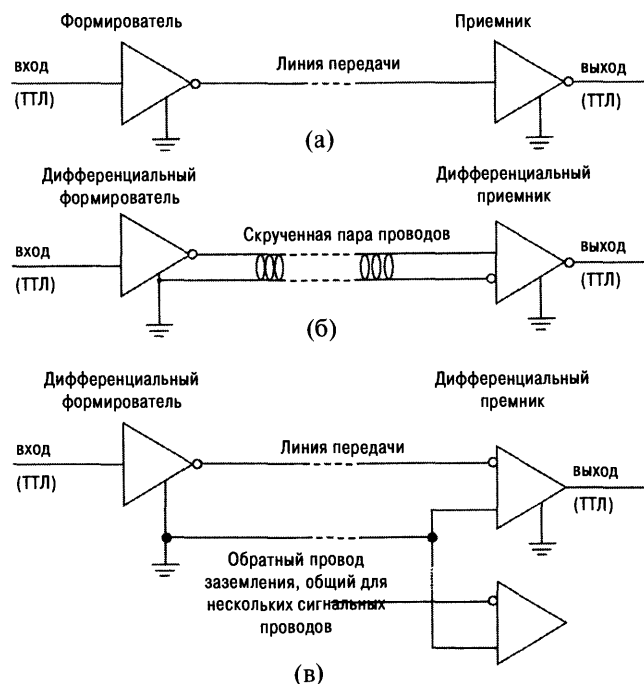 Формирователь
Приемник
вход
(ТТЛ)
Линия передачи
выход
(ТТЛ)
(а)
Дифференциальный
формирователь
Дифференциальный
приемник
вход
(ТТЛ)
Скрученная пара проводов
выход
(ТТЛ)
(б)
Дифференциальный
формирователь
Дифференциальный
премник
вход
(ТТЛ)
Линия передачи
выход
(ТТЛ)
Обратный провод
заземления, общий для
нескольких сигнальных
проводов
(в)